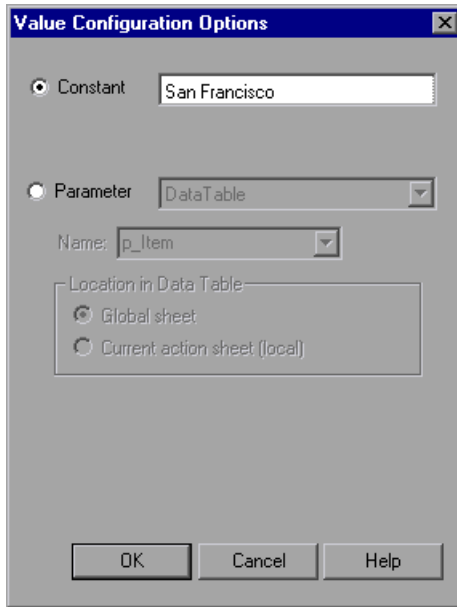 Value Configuration Options
Constant San Francisco
Parameter DataTable
Name: p_Item
Location in Data Table
Global sheet
Current action sheet (local)
OK Cancel Help